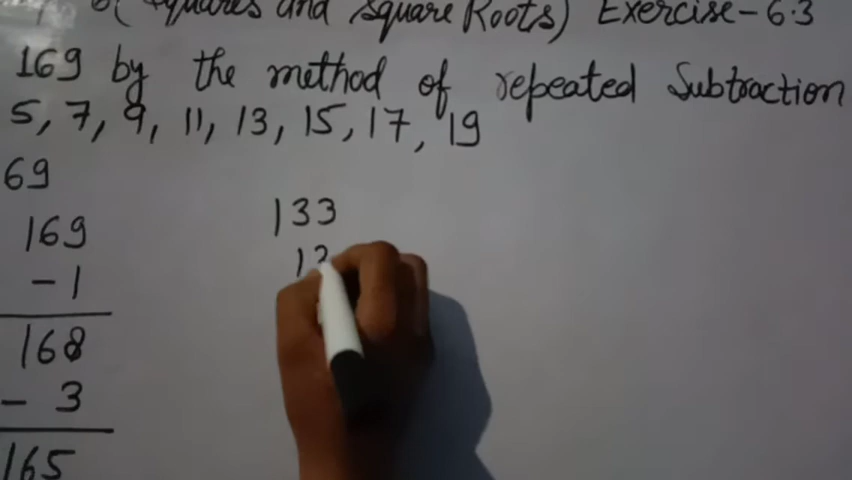 (Squares and Square Roots) Exercise-6.3
169 by the method of repeated Subtraction
5, 7, 9, 11, 13, 15, 17, 19
69
169
- 1
168
- 3
165
133
13